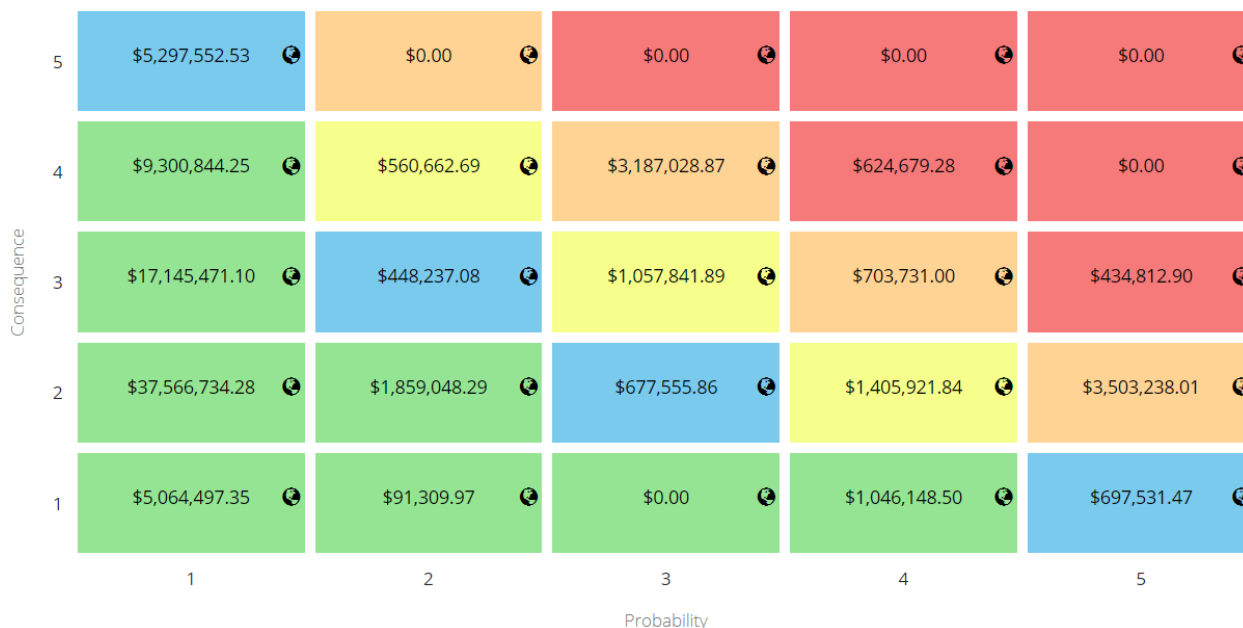 5 $5,297,552.53 $0.00 $0.00 $0.00 $0.00
4 $9,300,844.25 $560,662.69 $3,187,028.87 $624,679.28 $0.00
Consequence
3 $17,145,471.10 $448,237.08 $1,057,841.89 $703,731.00 $434,812.90
2 $37,566,734.28 $1,859,048.29 $677,555.86 $1,405,921.84 $3,503,238.01
1 $5,064,497.35 $91,309.97 $0.00 $1,046,148.50 $697,531.47
1 2 3 4 5
Probability